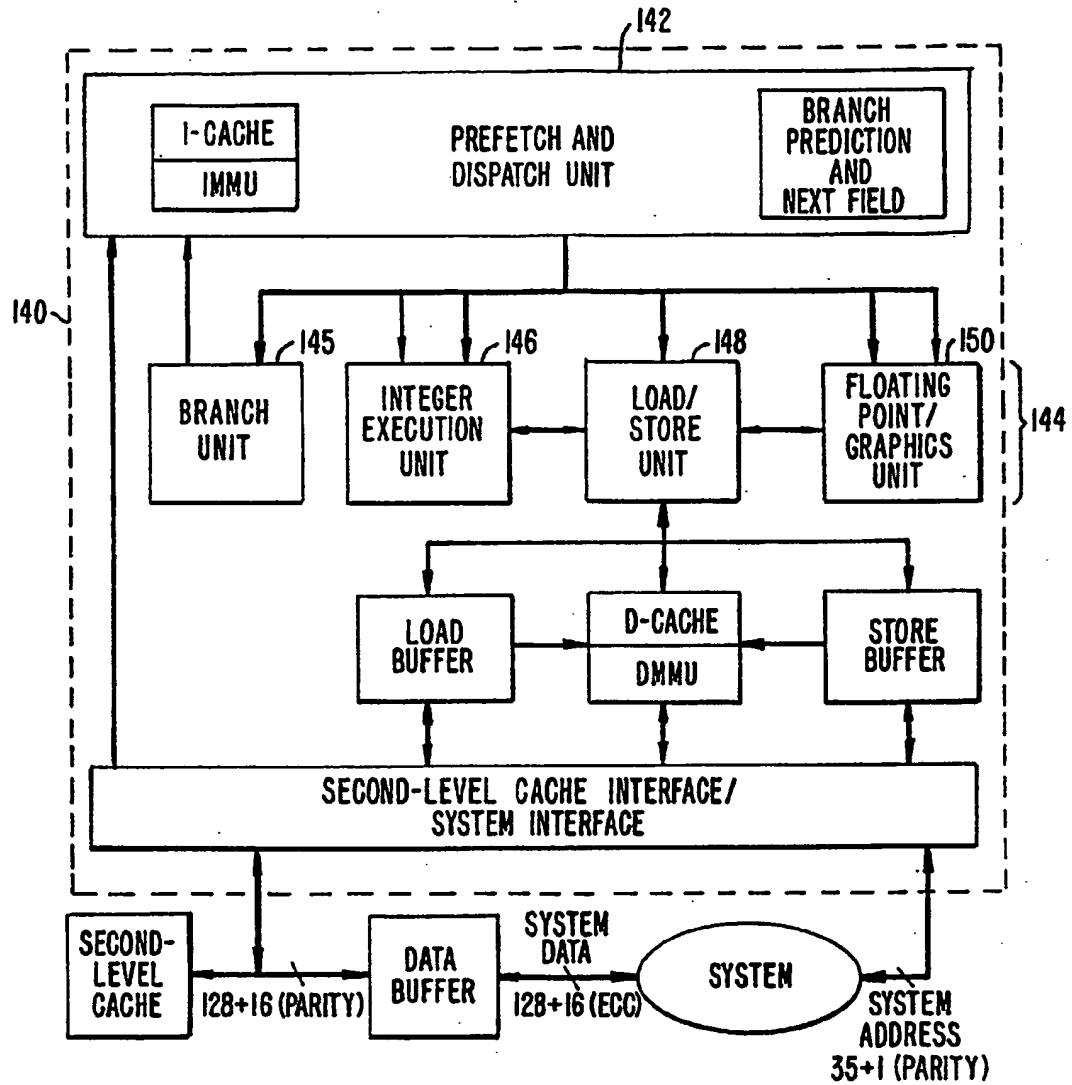 142
I-CACHE
IMMU
PREFETCH AND
DISPATCH UNIT
BRANCH
PREDICTION
AND
NEXT FIELD
140
145
146
148
150
BRANCH
UNIT
INTEGER
EXECUTION
UNIT
LOAD/
STORE
UNIT
FLOATING
POINT/
GRAPHICS
UNIT
144
LOAD
BUFFER
D-CACHE
DMMU
STORE
BUFFER
SECOND-LEVEL CACHE INTERFACE/
SYSTEM INTERFACE
SECOND-
LEVEL
CACHE
128+16 (PARITY)
DATA
BUFFER
SYSTEM
DATA
128+16 (ECC)
SYSTEM
SYSTEM
ADDRESS
35+1 (PARITY)